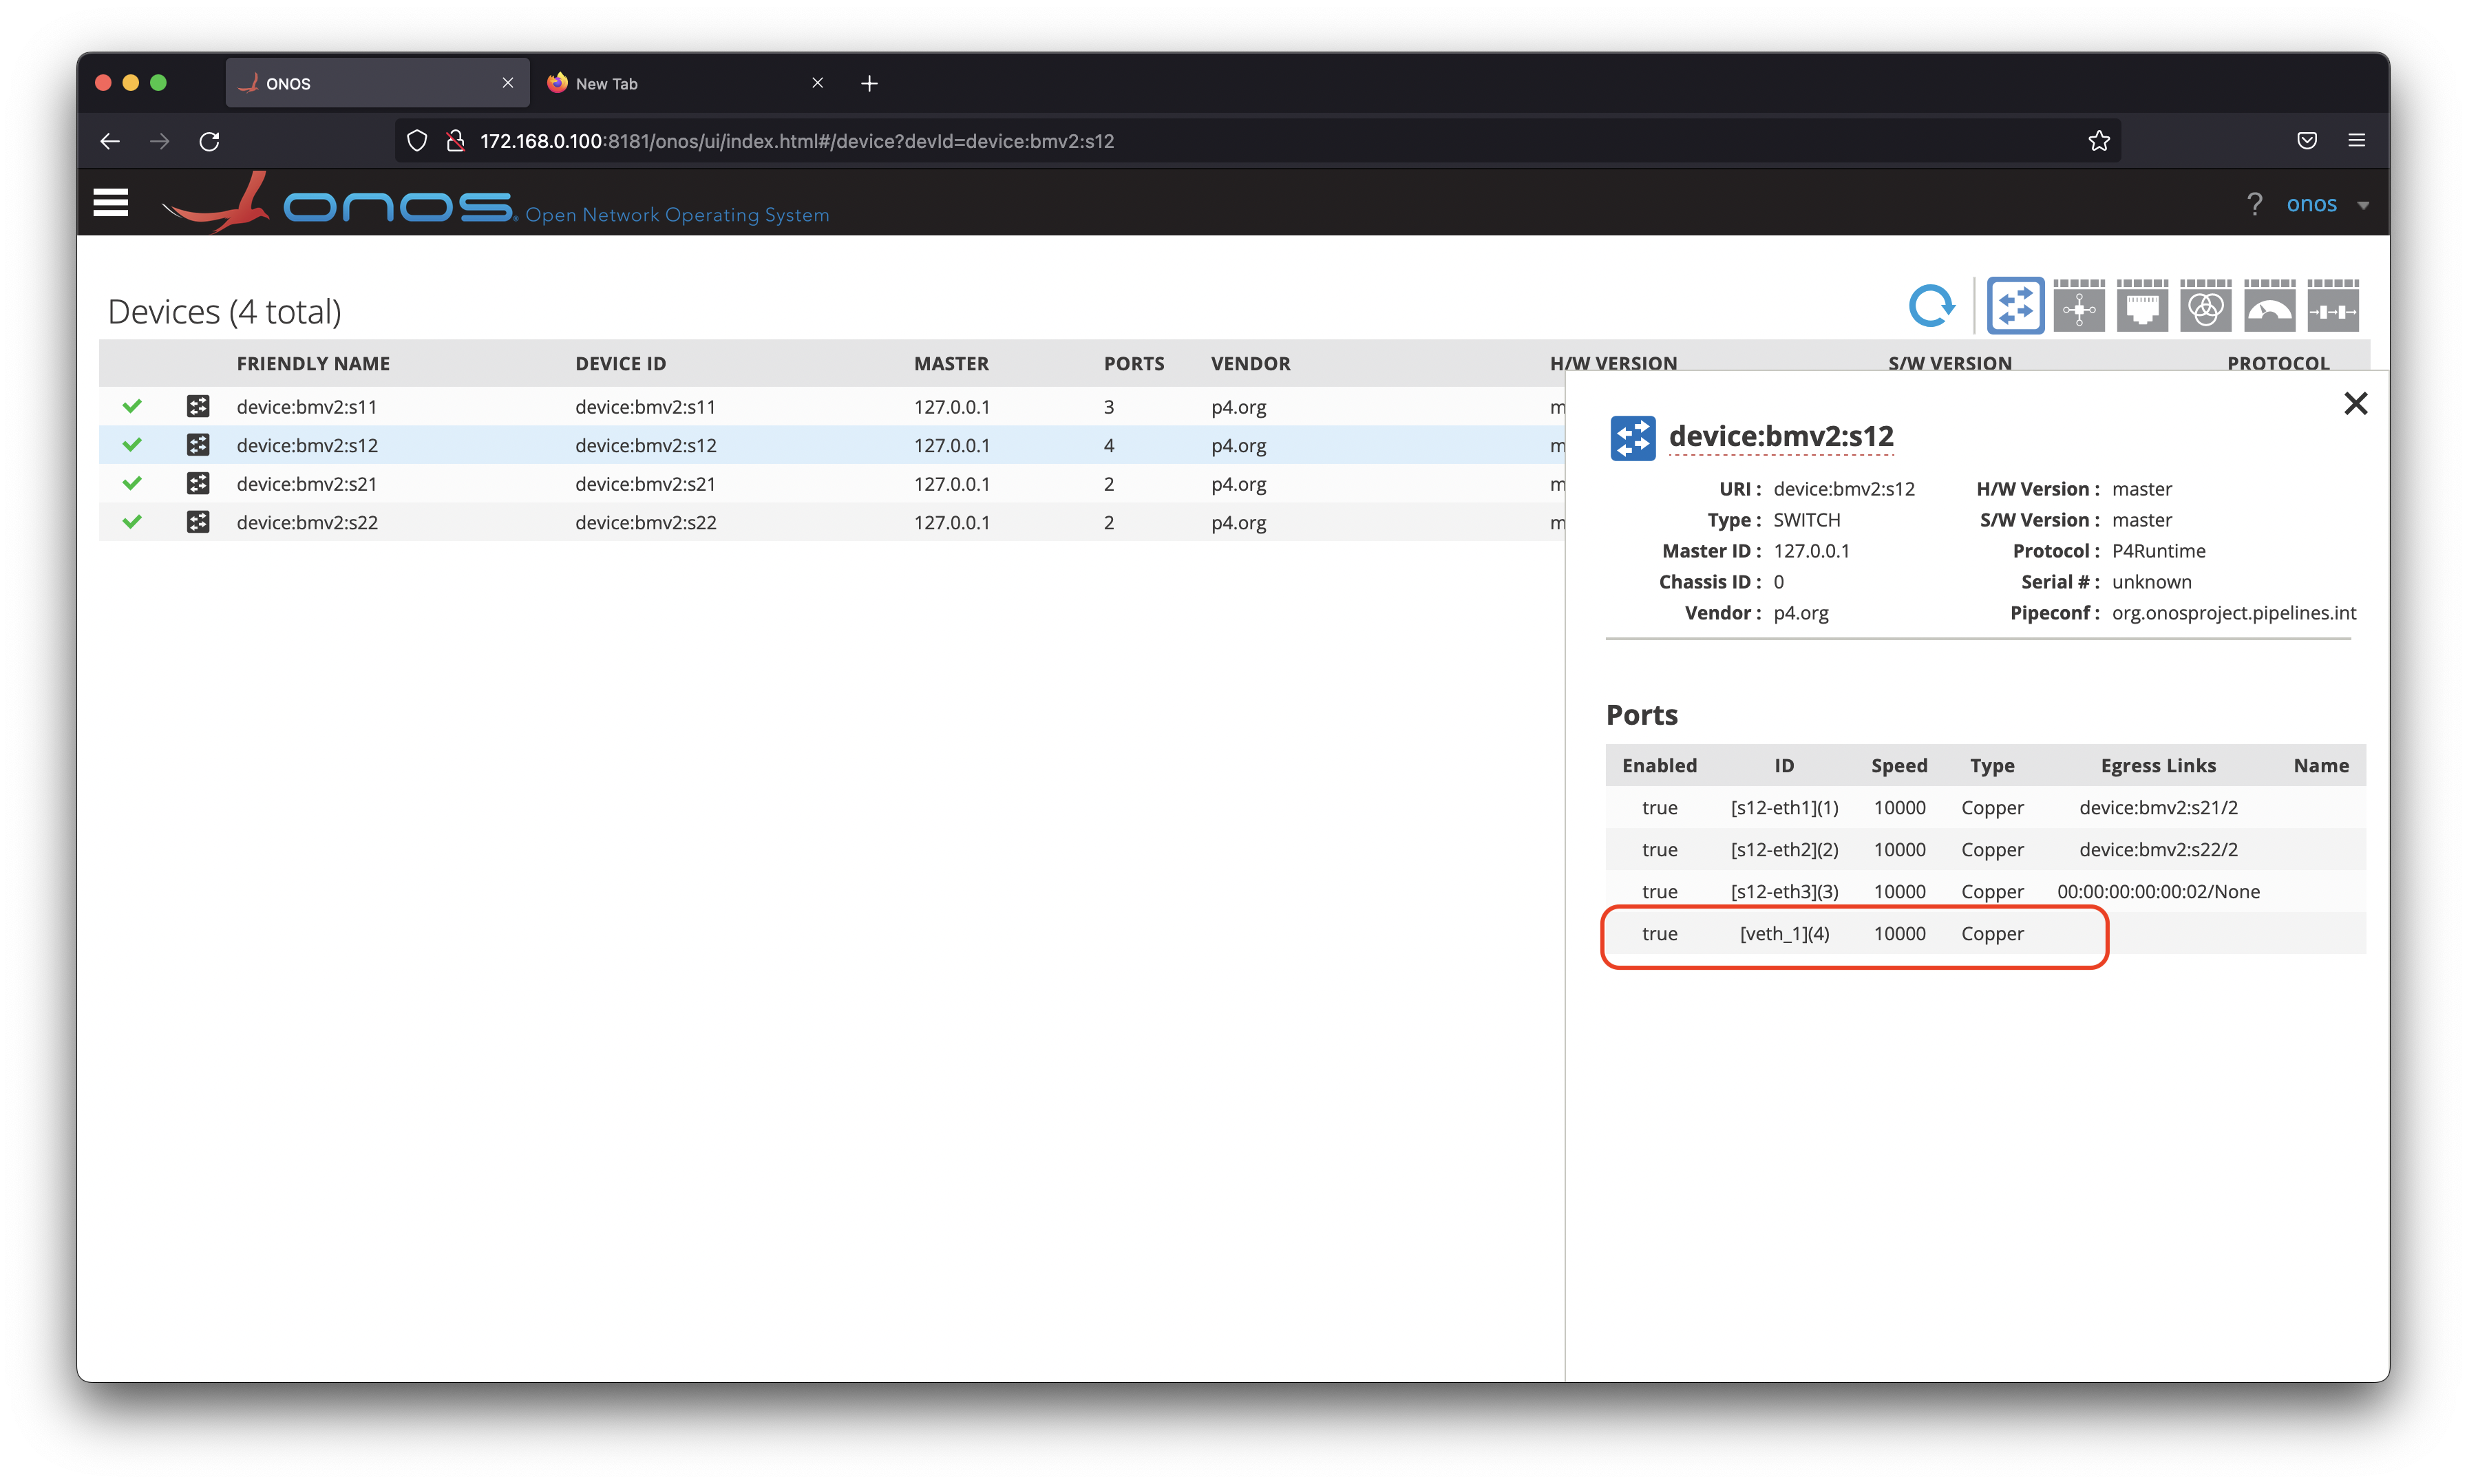 ONOS
New Tab
172.168.0.100:8181/onos/ui/index.html#/device?devId=device:bmv2:s12
onos Open Network Operating System
? onos
Devices (4 total)
FRIENDLY NAME DEVICE ID MASTER PORTS VENDOR H/W VERSION S/W VERSION PROTOCOL
device:bmv2:s11 device:bmv2:s11 127.0.0.1 3 p4.org m
device:bmv2:s12 device:bmv2:s12 127.0.0.1 4 p4.org m
device:bmv2:s21 device:bmv2:s21 127.0.0.1 2 p4.org m
device:bmv2:s22 device:bmv2:s22 127.0.0.1 2 p4.org m
device:bmv2:s12
URI : device:bmv2:s12 H/W Version : master
Type : SWITCH S/W Version : master
Master ID : 127.0.0.1 Protocol : P4Runtime
Chassis ID : 0 Serial # : unknown
Vendor : p4.org Pipeconf : org.onosproject.pipelines.int
Ports
Enabled ID Speed Type Egress Links Name
true [s12-eth1](1) 10000 Copper device:bmv2:s21/2
true [s12-eth2](2) 10000 Copper device:bmv2:s22/2
true [s12-eth3](3) 10000 Copper 00:00:00:00:00:02/None
true [veth_1](4) 10000 Copper